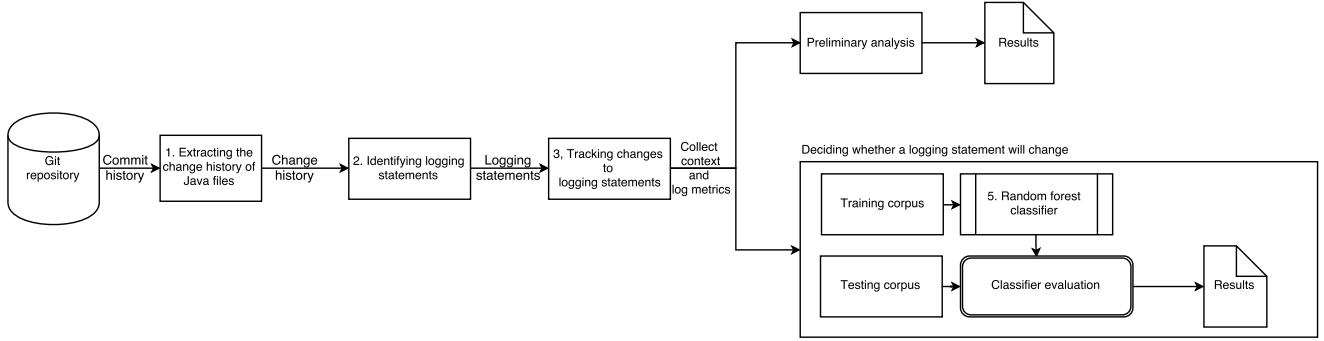 Git
repository
Commit
history
1. Extracting the
change history of
Java files
Change
history
2. Identifying logging
statements
Logging
statements
3, Tracking changes
to
logging statements
Collect
context
and
log metrics
Preliminary analysis
Results
Deciding whether a logging statement will change
Training corpus
5. Random forest
classifier
Testing corpus
Classifier evaluation
Results